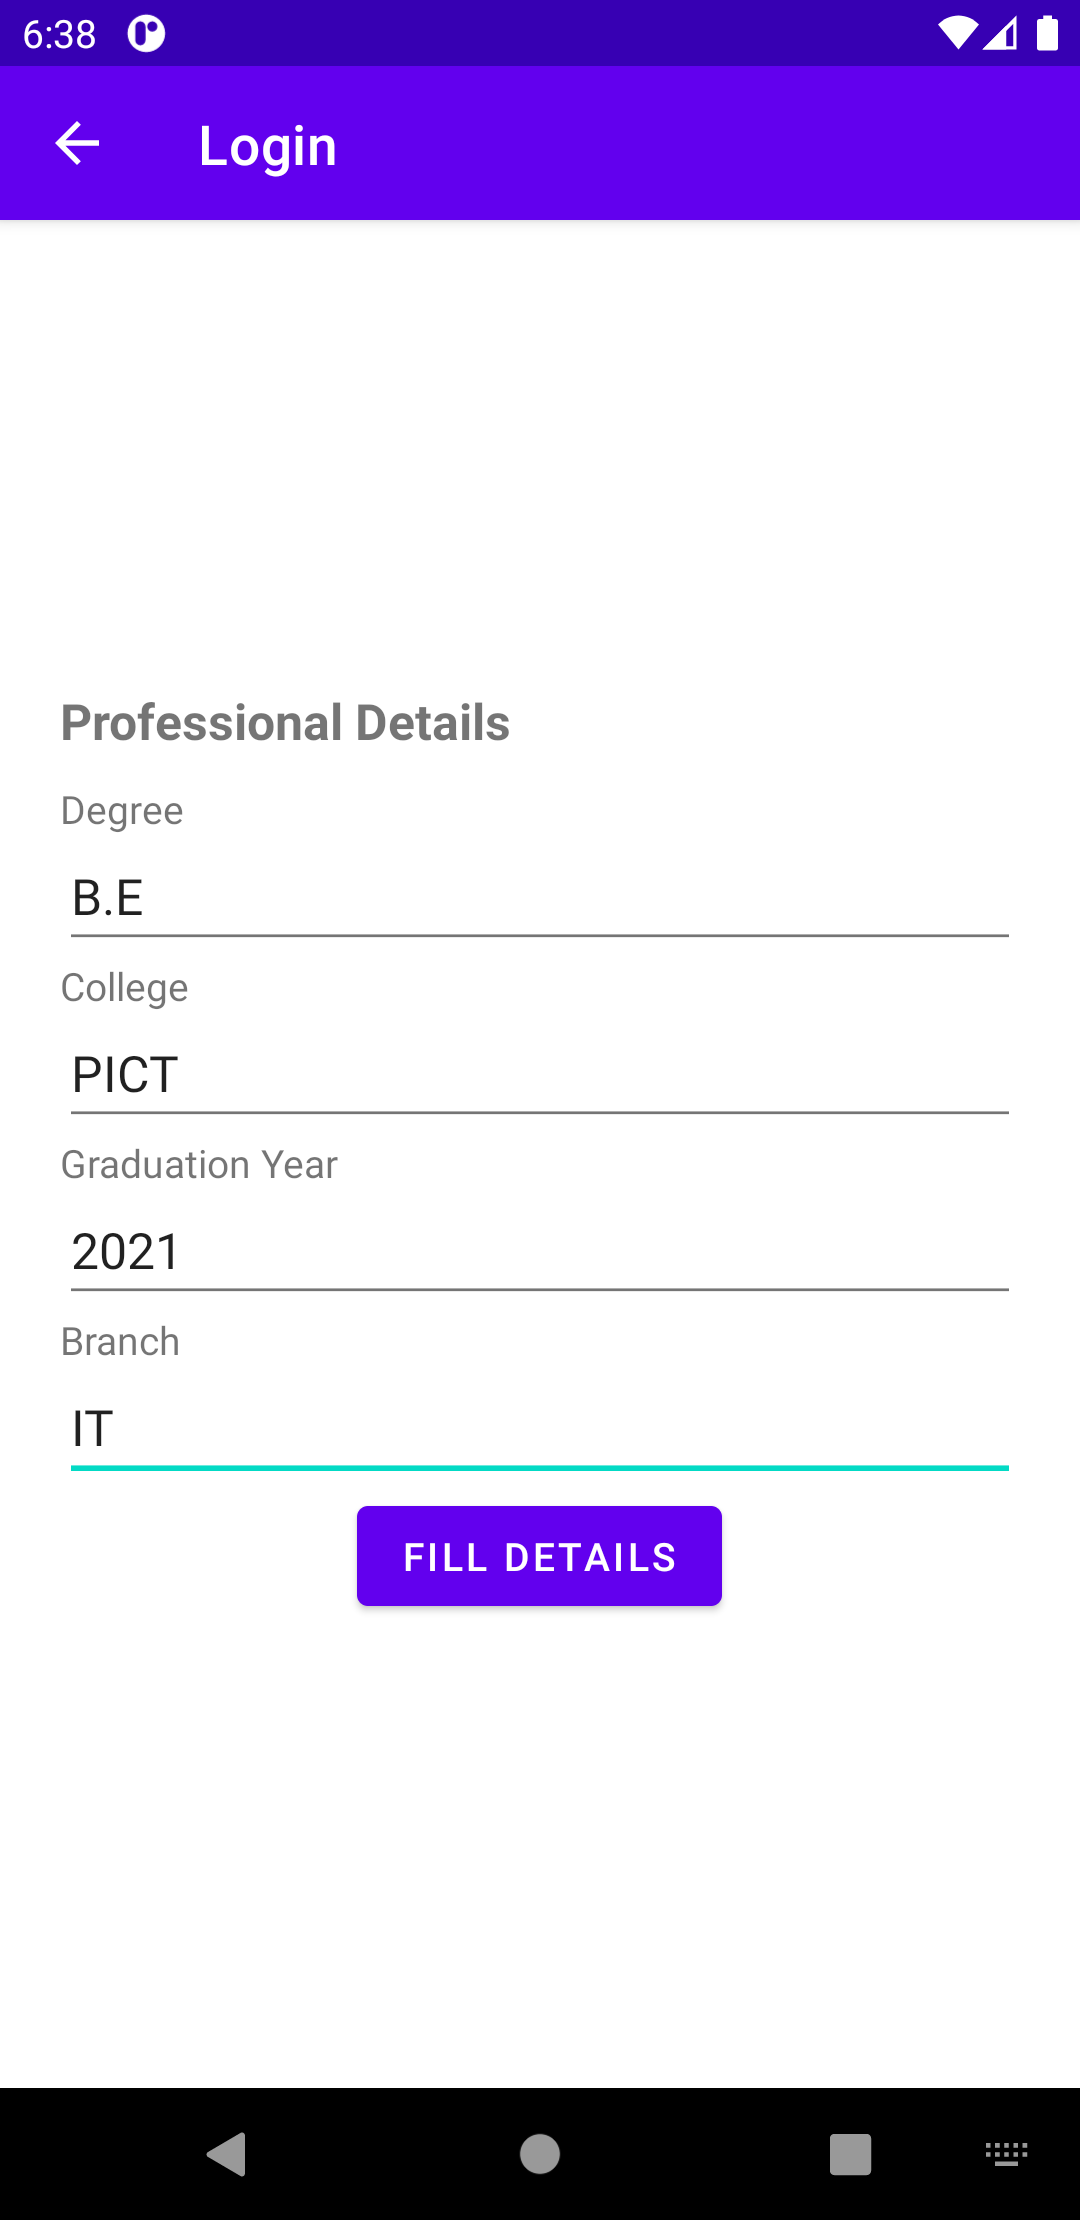 6:38
Login
Professional Details
Degree
B.E
College
PICT
Graduation Year
2021
Branch
IT
FILL DETAILS